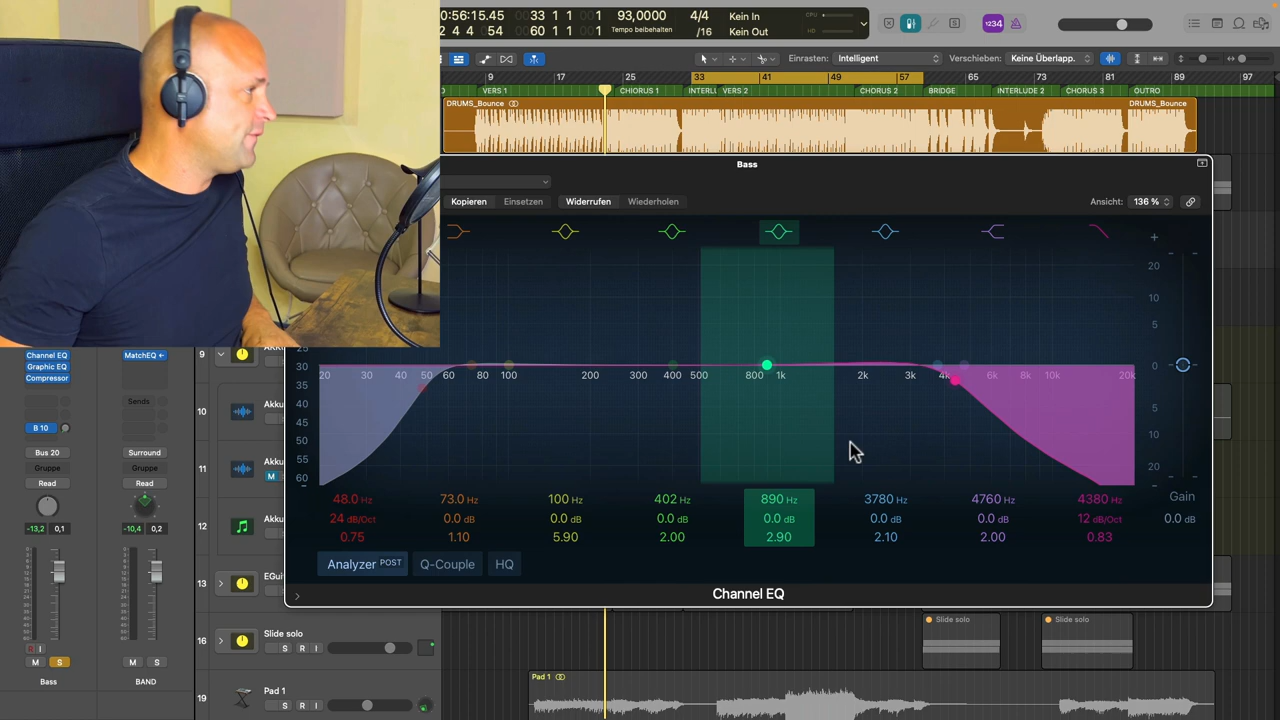 0:56:15.45
33 1 1 1
93,0000
4/4
Kein In
CPU
2 4 4 54
60 1 1 1
Tempo beibehalten
/16
Kein Out
HD
S
1234
Einrasten:
Intelligent
Verschieben:
Keine Überlapp.
9
17
25
33
41
49
57
65
73
81
89
97
VERS 1
CHORUS 1
INTERL
VERS 2
CHORUS 2
BRIDGE
INTERLUDE 2
CHORUS 3
OUTRO
DRUMS_Bounce
DRUMS_Bounce
Bass
Kopieren
Einsetzen
Widerrufen
Wiederholen
Ansicht:
136 %
25
30
35
40
45
50
55
60
20
30
40
50
60
80
100
200
300
400
500
800
1k
2k
3k
4k
6k
8k
10k
20k
+
20
10
5
0
5
10
20
-
48.0 Hz
73.0 Hz
100 Hz
402 Hz
890 Hz
3780 Hz
4760 Hz
4380 Hz
Gain
24 dB/Oct
0.0 dB
0.0 dB
0.0 dB
0.0 dB
0.0 dB
0.0 dB
12 dB/Oct
0.0 dB
0.75
1.10
5.90
2.00
2.90
2.10
2.00
0.83
Analyzer POST
Q-Couple
HQ
Channel EQ
Channel EQ
Graphic EQ
Compressor
MatchEQ
Sends
B 10
Bus 20
Surround
Gruppe
Gruppe
Read
Read
-13,2
0,1
-10,4
0,2
R I
M S
M S
Bass
BAND
9
10
Akku
11
Akku
M
12
Akku
13
EGui
16
Slide solo
S R I
19
Pad 1
S R I
Slide solo
Slide solo
Pad 1